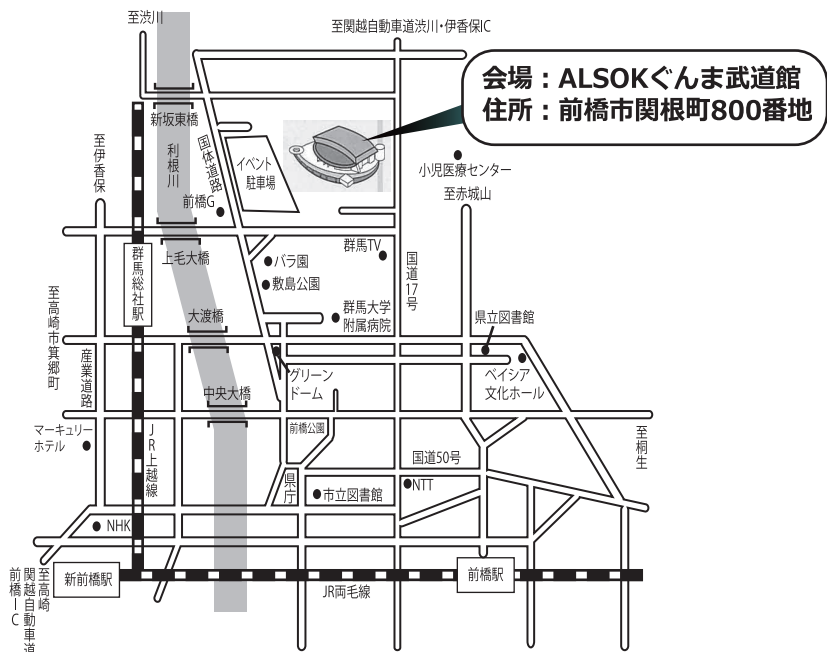 至渋川
至関越自動車道渋川・伊香保IC
会場：ALSOKぐんま武道館
住所：前橋市関根町800番地
新坂東橋
至伊香保
利根川
国体道路
イベント
駐車場
小児医療センター
至赤城山
前橋G
群馬TV
上毛大橋
バラ園
敷島公園
国道17号
群馬総社駅
群馬大学
附属病院
大渡橋
県立図書館
至高崎市箕郷町
産業道路
グリーン
ドーム
ベイシア
文化ホール
中央大橋
前橋公園
マーキュリー
ホテル
JR上越線
国道50号
至桐生
県庁
市立図書館
NTT
NHK
新前橋駅
前橋駅
JR両毛線
至高崎
関越自動車道
前橋IC